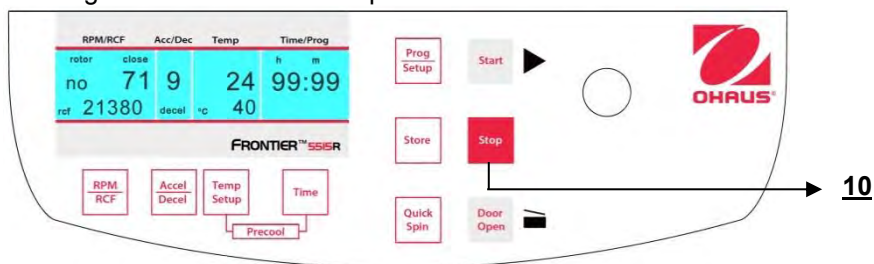 RPM/RCF Acc/Dec Temp Time/Prog
rotor close h m
no 71 9 24 99:99
rcf 21380 decel °C 40
FRONTIER™ 5515R
RPM
RCF
Accel
Decel
Temp
Setup
Time
Precool
Prog
Setup
Start
Store
Stop
Quick
Spin
Door
Open
OHAUS®
10